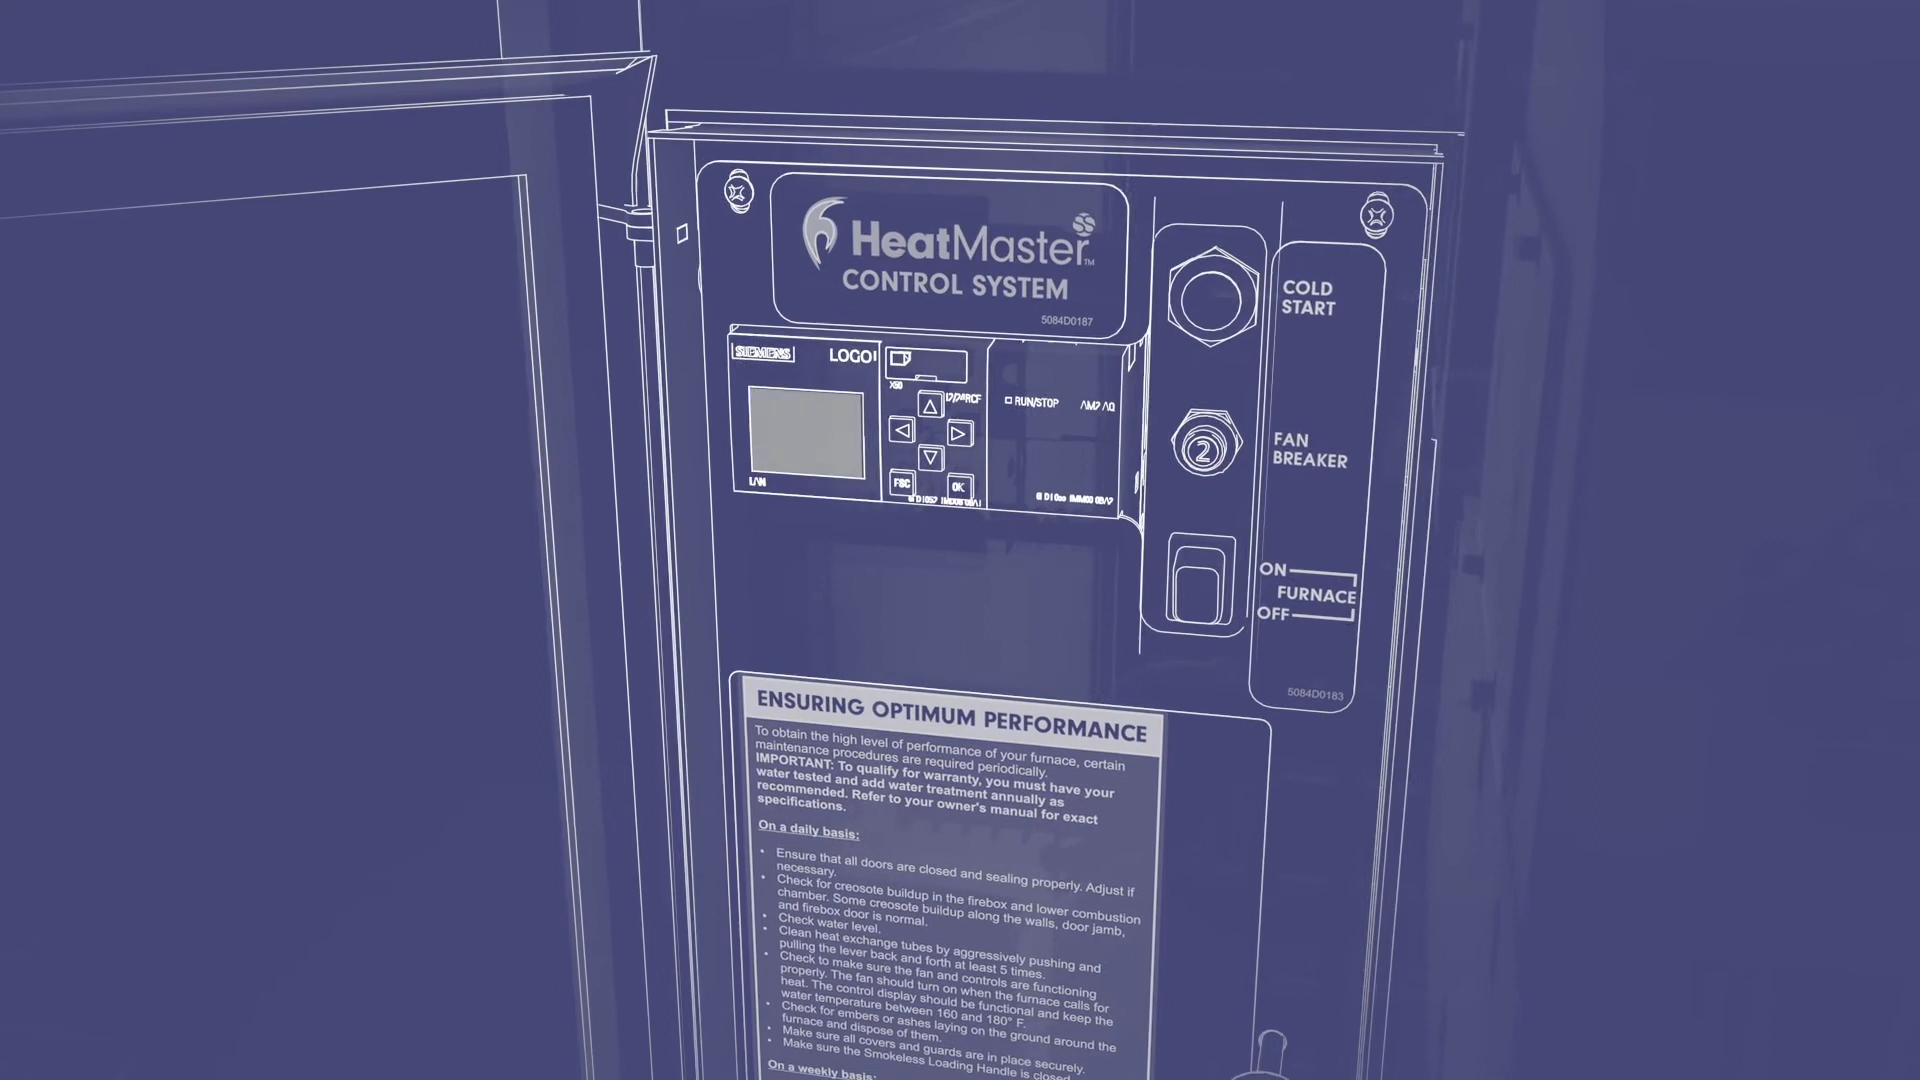 HeatMaster
SS
™
CONTROL SYSTEM
5084D0187
COLD
START
SIEMENS
LOGO!
X50
RUN/STOP
LAN
ESC
OK
2
FAN
BREAKER
ON
FURNACE
OFF
5084D0183
ENSURING OPTIMUM PERFORMANCE
To obtain the high level of performance of your furnace, certain
maintenance procedures are required periodically.
IMPORTANT: To qualify for warranty, you must have your
water tested and add water treatment annually as
recommended. Refer to your owner's manual for exact
specifications.
On a daily basis:
• Ensure that all doors are closed and sealing properly. Adjust if
necessary.
• Check for creosote buildup in the firebox and lower combustion
chamber. Some creosote buildup along the walls, door jamb,
and firebox door is normal.
• Check water level.
• Clean heat exchange tubes by aggressively pushing and
pulling the lever back and forth at least 5 times.
• Check to make sure the fan and controls are functioning
properly. The fan should turn on when the furnace calls for
heat. The control display should be functional and keep the
water temperature between 160 and 180° F.
• Check for embers or ashes laying on the ground around the
furnace and dispose of them.
• Make sure all covers and guards are in place securely.
• Make sure the Smokeless Loading Handle is closed
On a weekly basis: